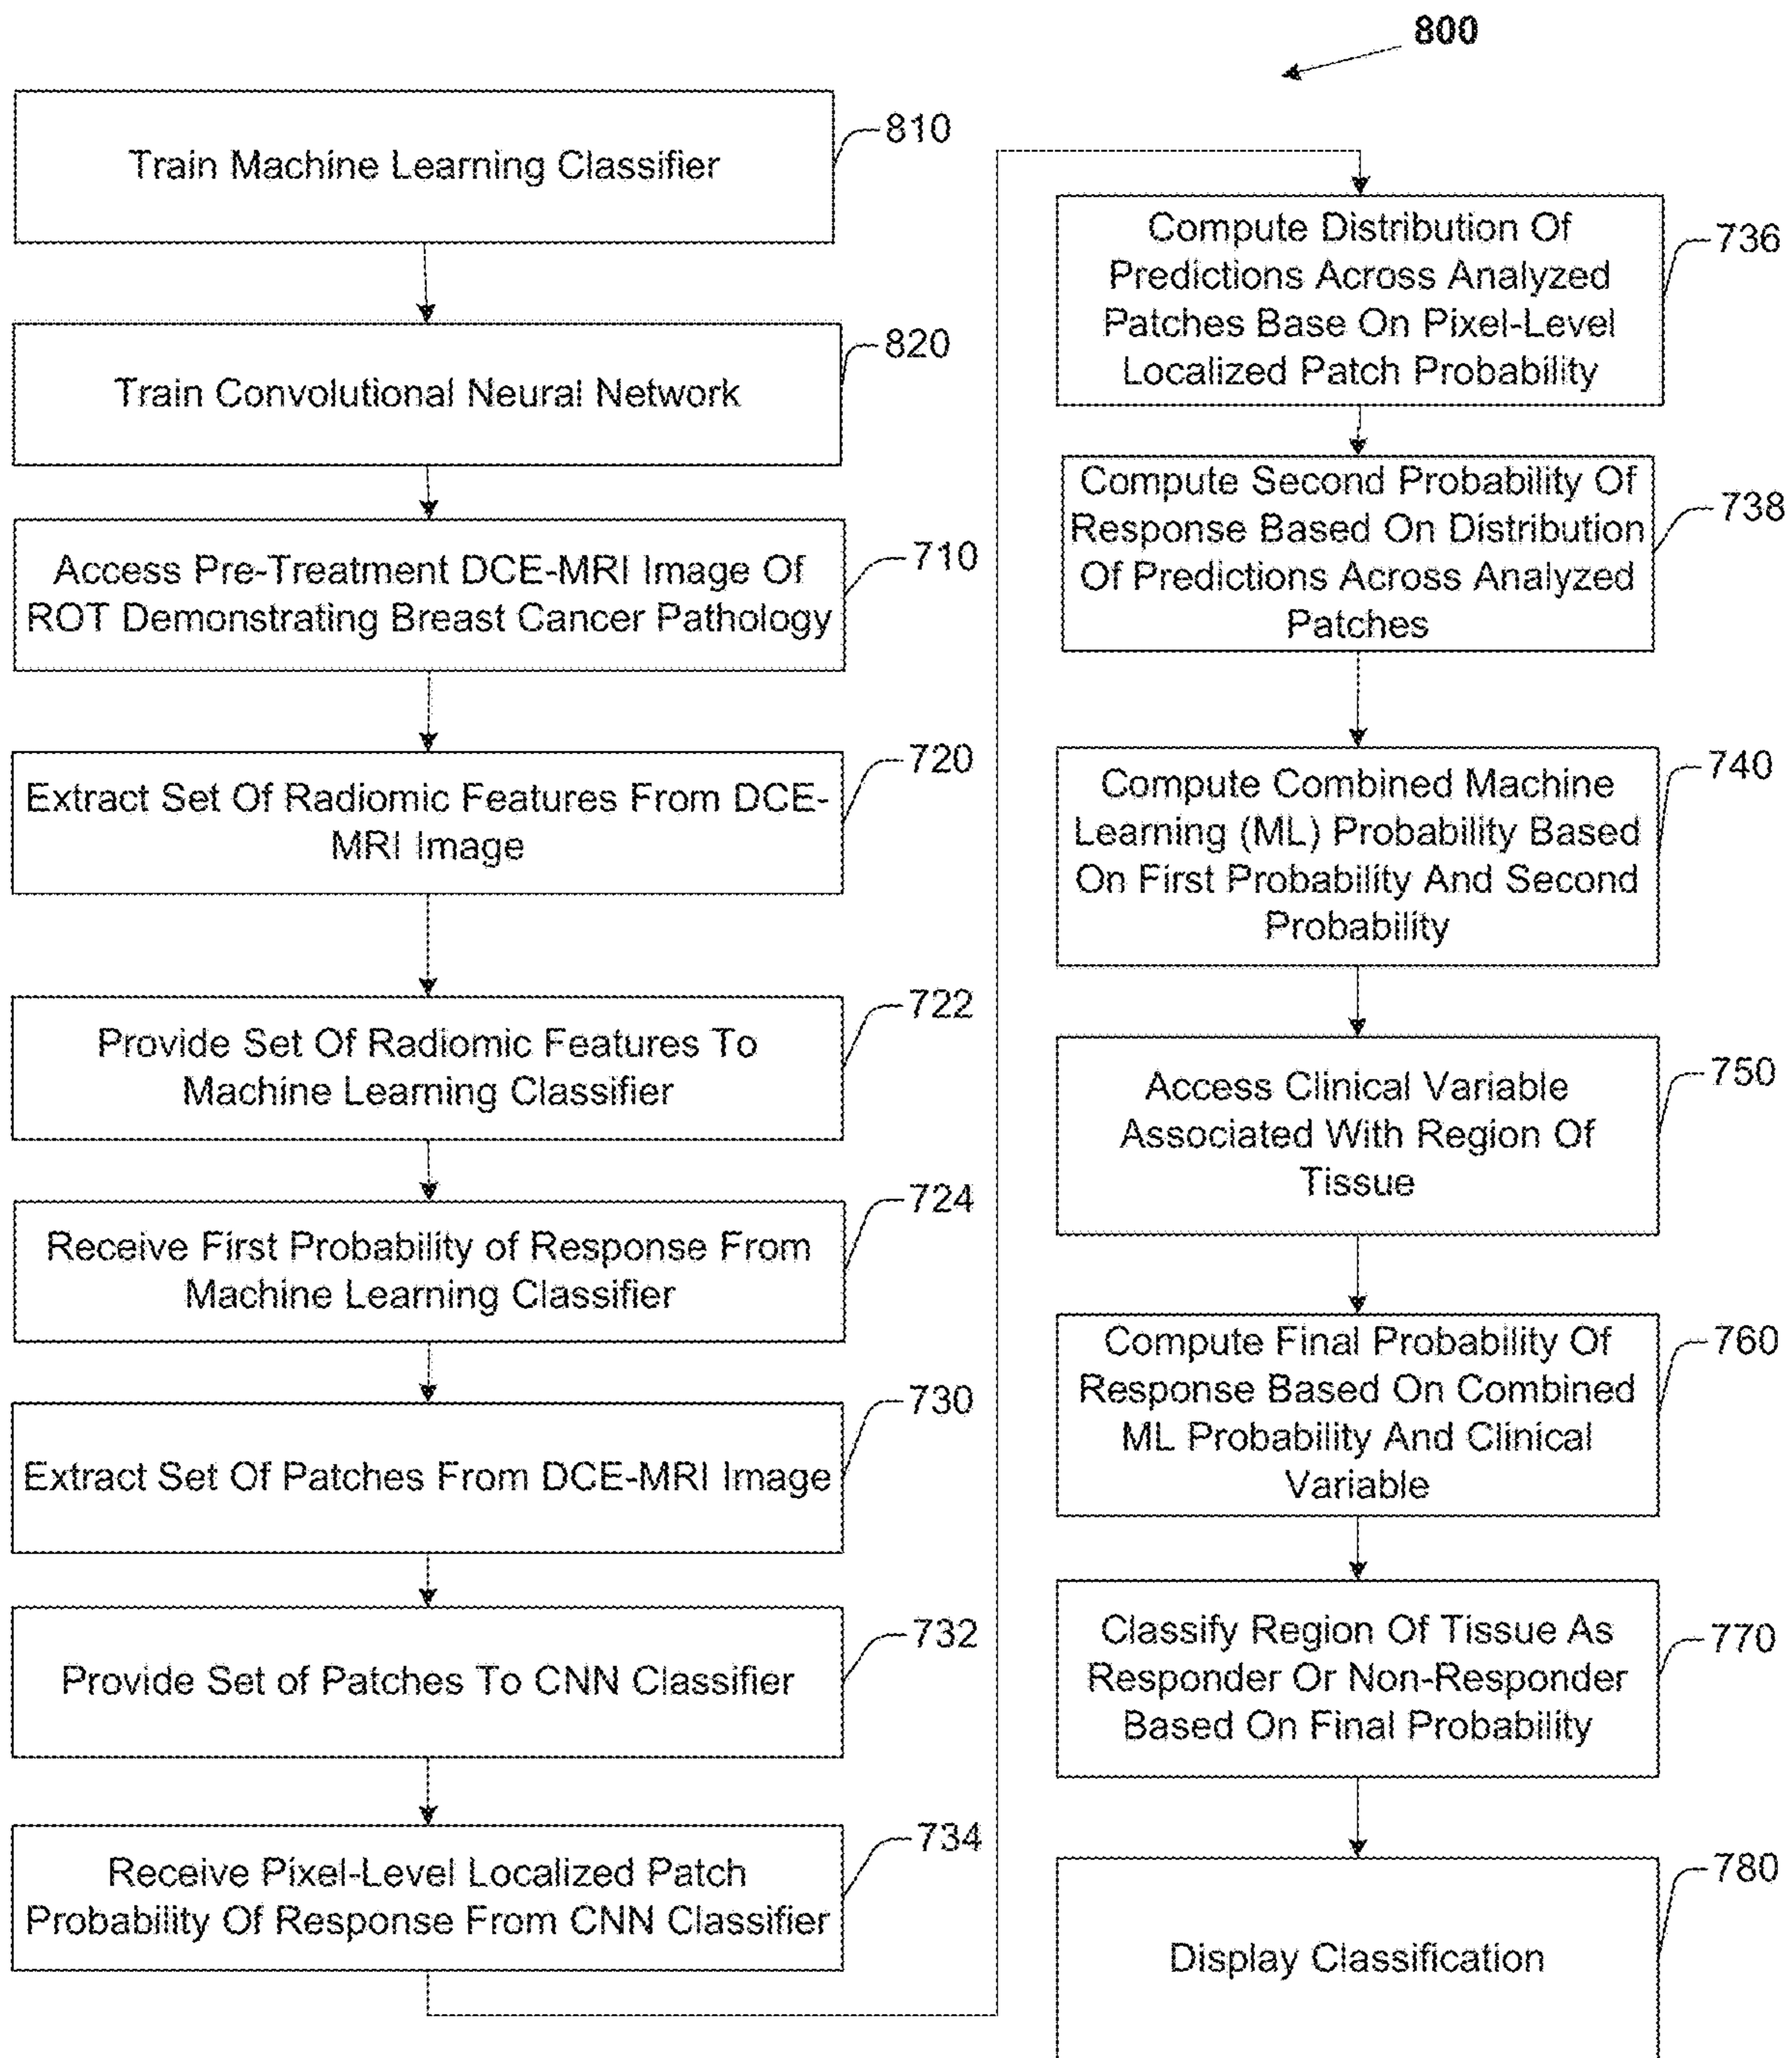 800
Train Machine Learning Classifier
810
Train Convolutional Neural Network
820
Access Pre-Treatment DCE-MRI Image Of
ROT Demonstrating Breast Cancer Pathology
710
Extract Set Of Radiomic Features From DCE-
MRI Image
720
Provide Set Of Radiomic Features To
Machine Learning Classifier
722
Receive First Probability of Response From
Machine Learning Classifier
724
Extract Set Of Patches From DCE-MRI Image
730
Provide Set of Patches To CNN Classifier
732
Receive Pixel-Level Localized Patch
Probability Of Response From CNN Classifier
734
Compute Distribution Of
Predictions Across Analyzed
Patches Base On Pixel-Level
Localized Patch Probability
736
Compute Second Probability Of
Response Based On Distribution
Of Predictions Across Analyzed
Patches
738
Compute Combined Machine
Learning (ML) Probability Based
On First Probability And Second
Probability
740
Access Clinical Variable
Associated With Region Of
Tissue
750
Compute Final Probability Of
Response Based On Combined
ML Probability And Clinical
Variable
760
Classify Region Of Tissue As
Responder Or Non-Responder
Based On Final Probability
770
Display Classification
780